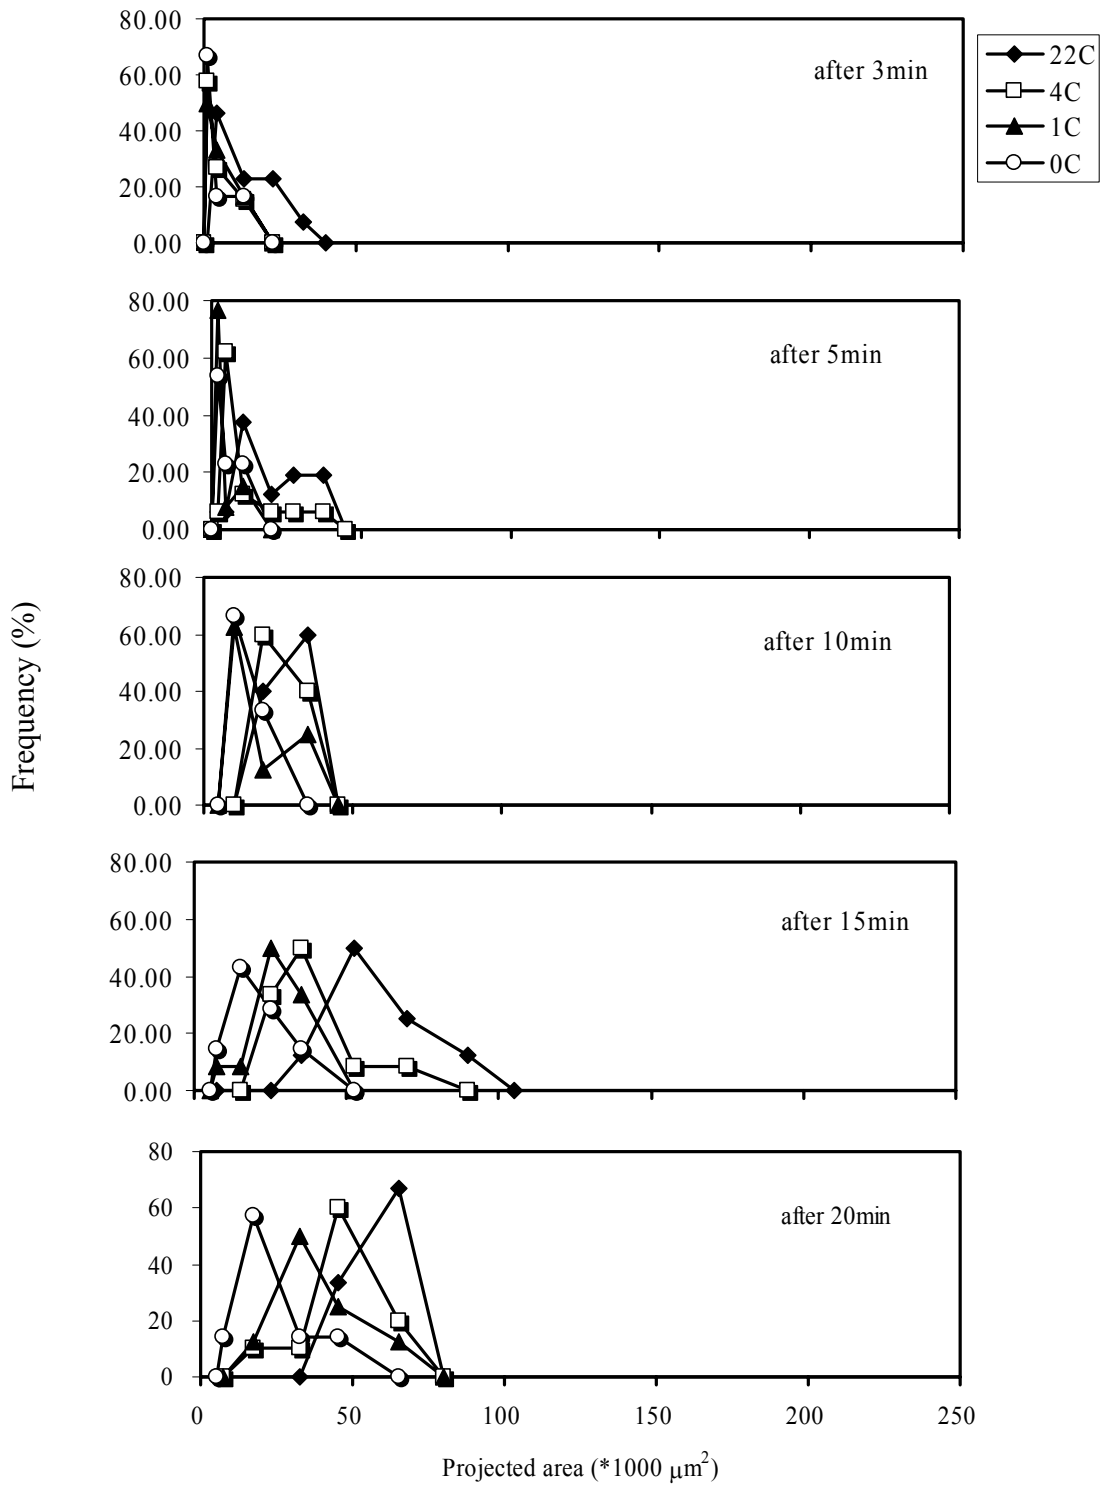 80.00
60.00
40.00
20.00
0.00
after 3min
22C
4C
1C
0C
80.00
60.00
40.00
20.00
0.00
after 5min
Frequency (%)
80.00
60.00
40.00
20.00
0.00
after 10min
80.00
60.00
40.00
20.00
0.00
after 15min
80
60
40
20
0
after 20min
0 50 100 150 200 250
Projected area (*1000 μm²)